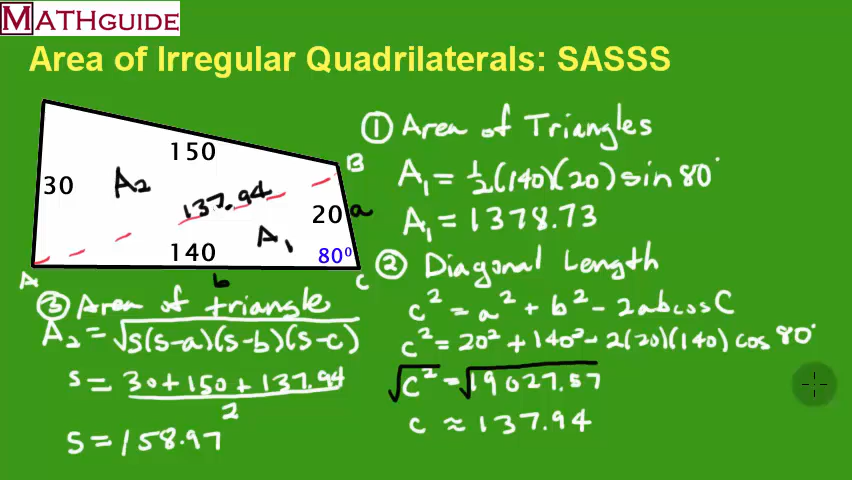 MATHGUIDE
Area of Irregular Quadrilaterals: SASSS
150
30
A₂
137.94
B
20 a
A₁
140
80⁰
A
b
C
① Area of Triangles
A₁ = ½(140)(20) sin 80°
A₁ = 1378.73
② Diagonal Length
c² = a² + b² - 2ab cos C
c² = 20² + 140² - 2(20)(140) cos 80°
√c² = √19027.57
c ≈ 137.94
③ Area of triangle
A₂ = √s(s-a)(s-b)(s-c)
s = 30 + 150 + 137.94
2
s = 158.97